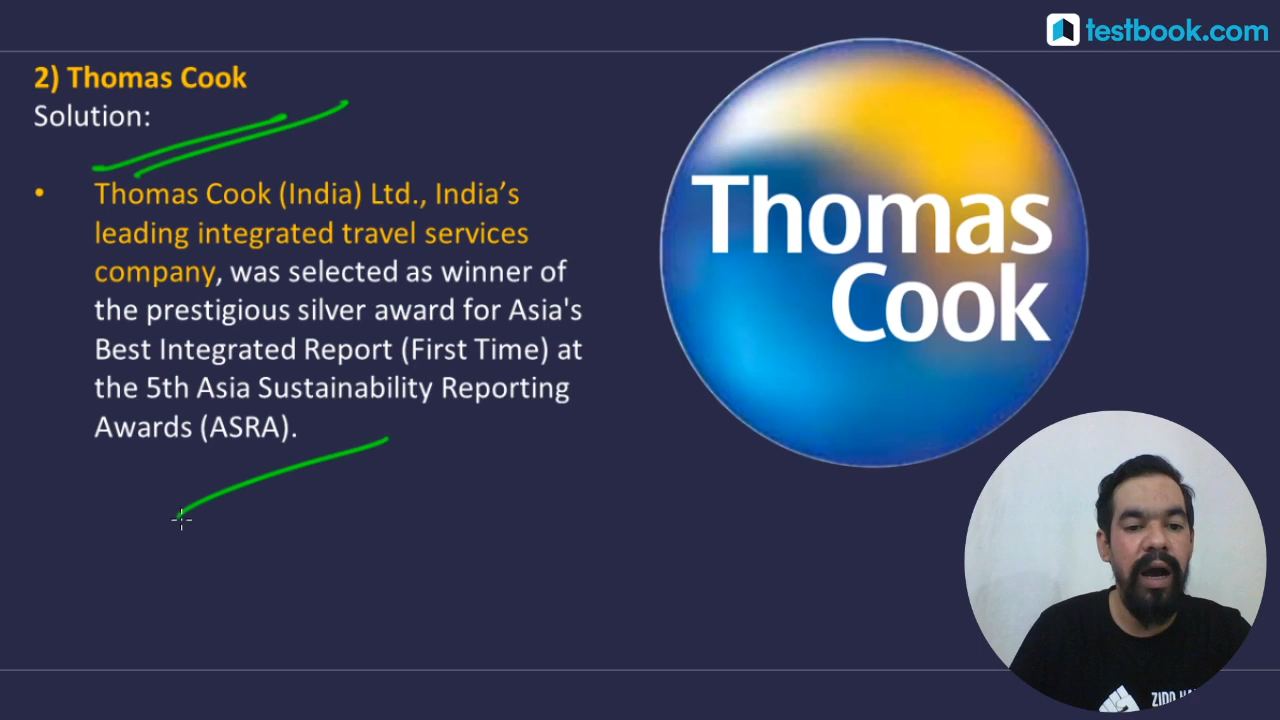 testbook.com
2) Thomas Cook
Solution:
• Thomas Cook (India) Ltd., India’s
leading integrated travel services
company, was selected as winner of
the prestigious silver award for Asia's
Best Integrated Report (First Time) at
the 5th Asia Sustainability Reporting
Awards (ASRA).
Thomas
Cook